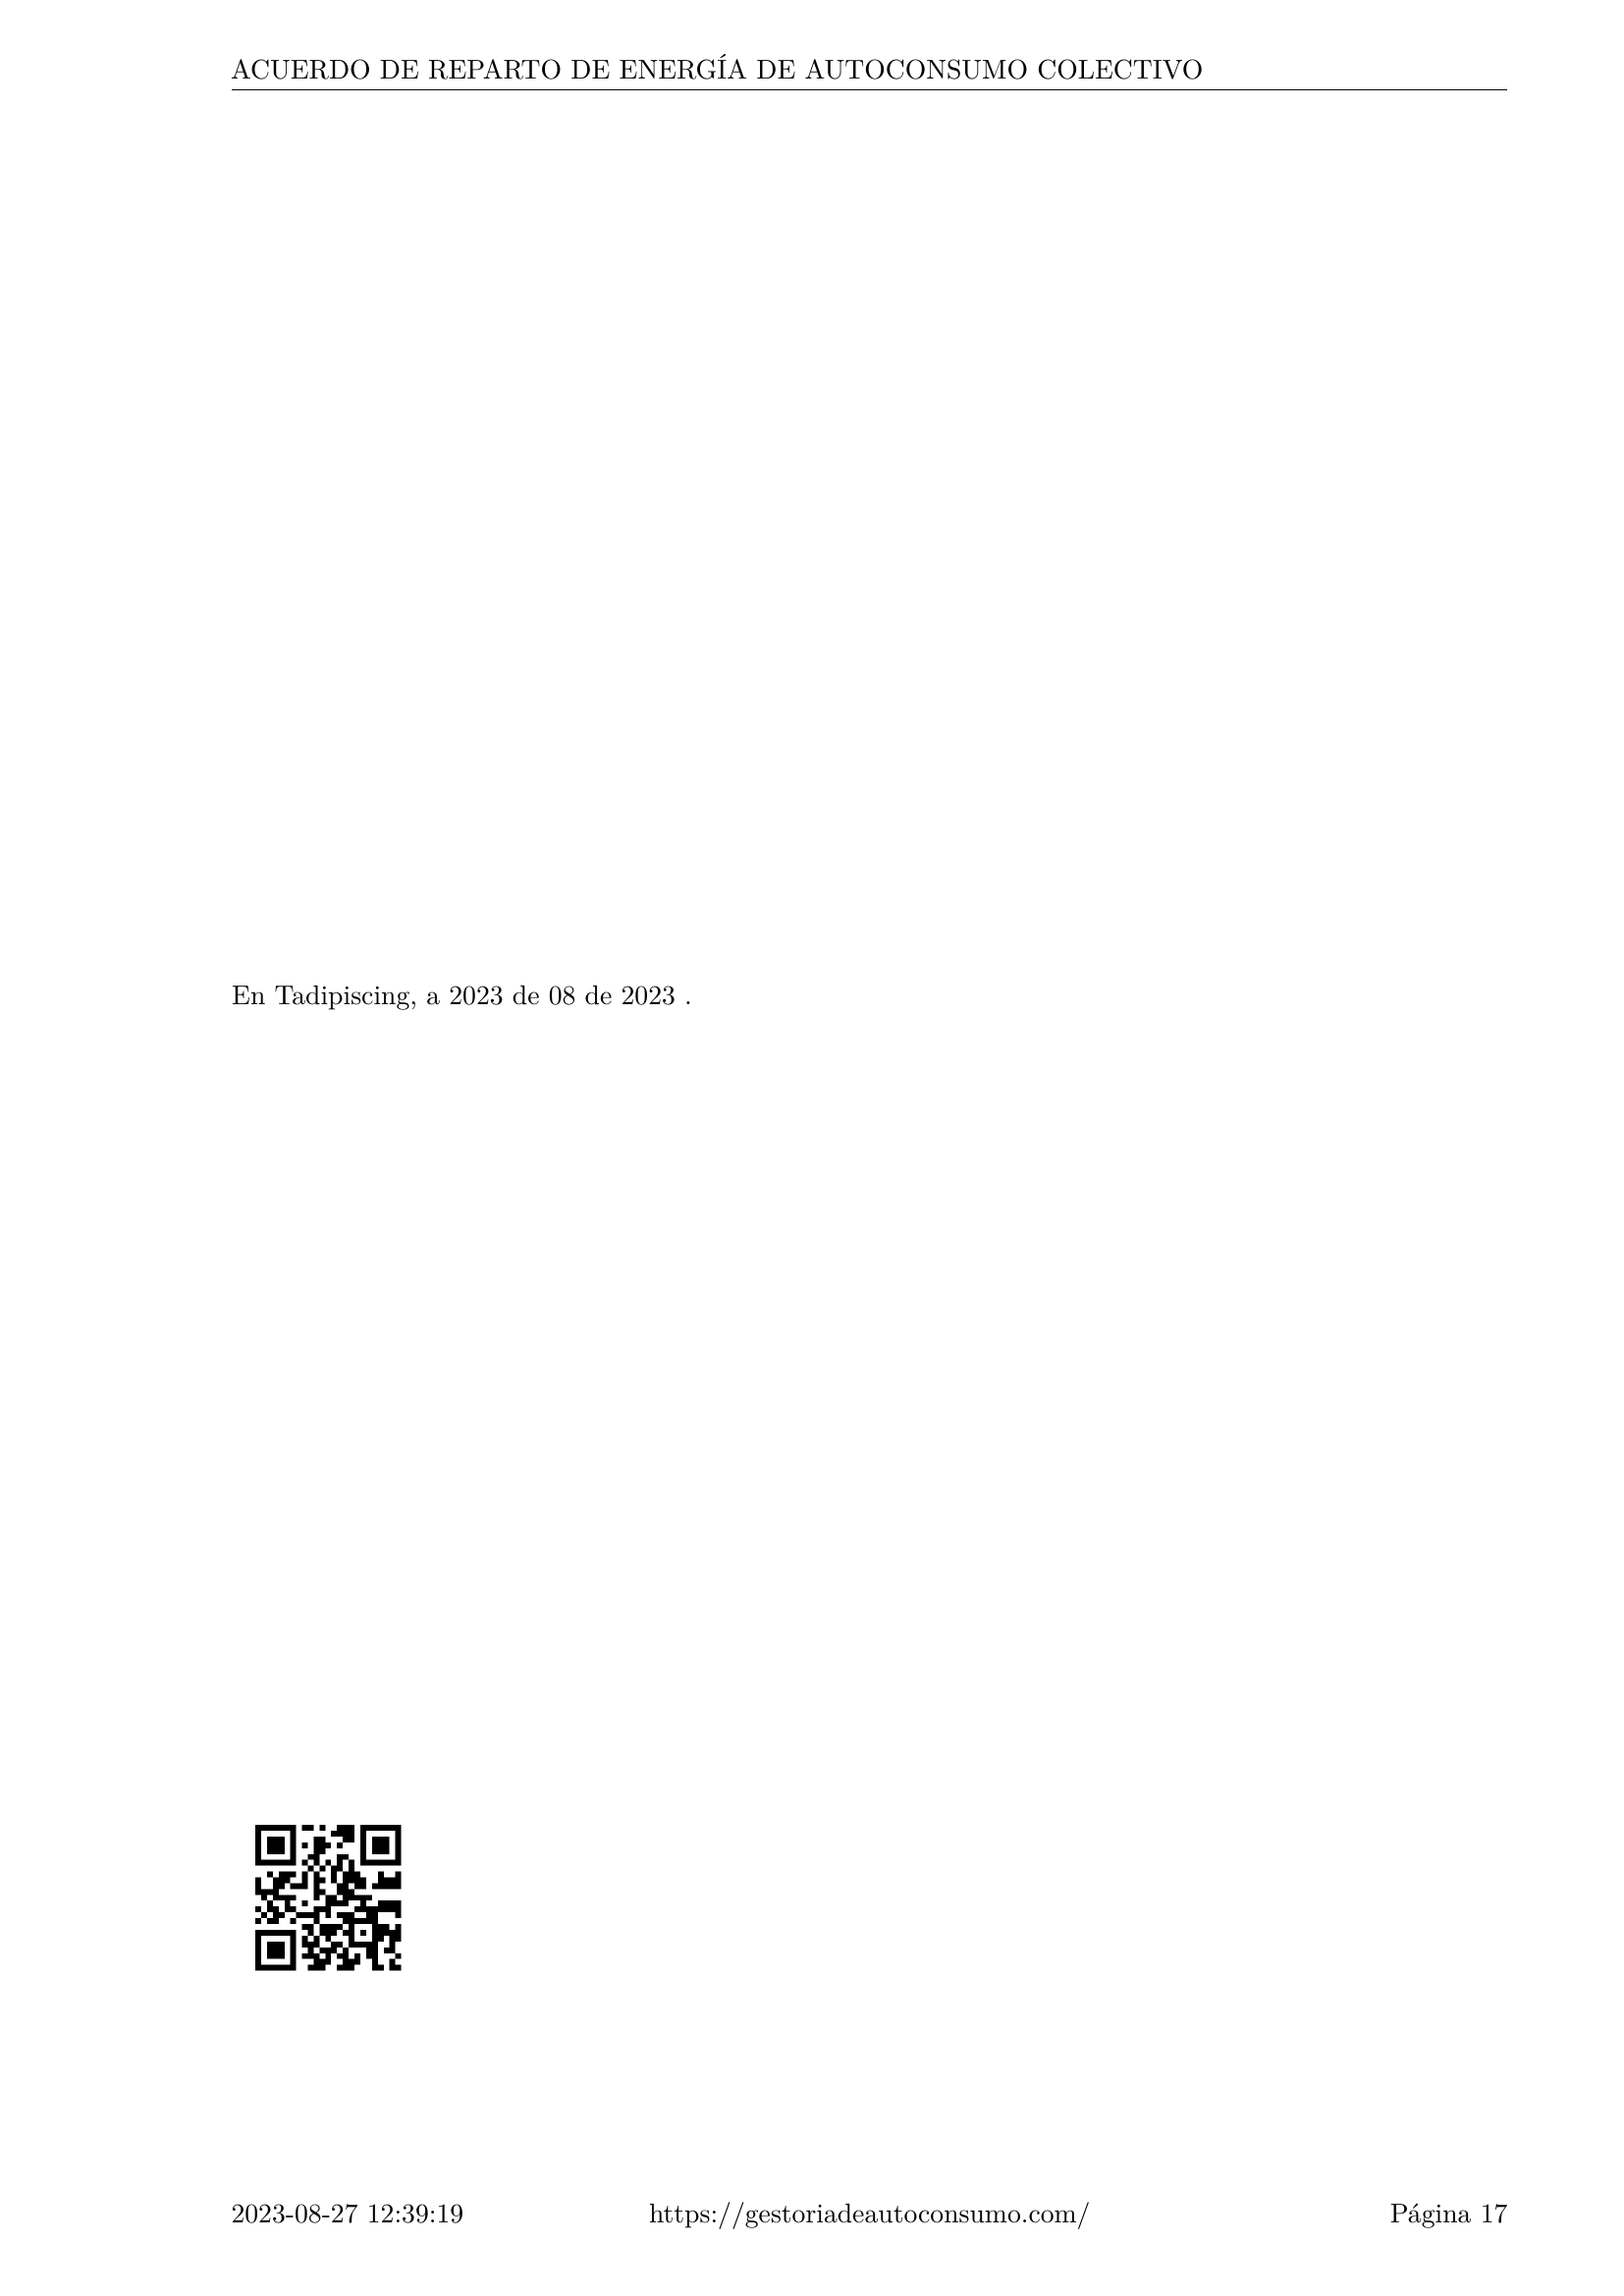 ACUERDO DE REPARTO DE ENERGÍA DE AUTOCONSUMO COLECTIVO
En Tadipiscing, a 2023 de 08 de 2023 .
2023-08-27 12:39:19
https://gestoriadeautoconsumo.com/
Página 17